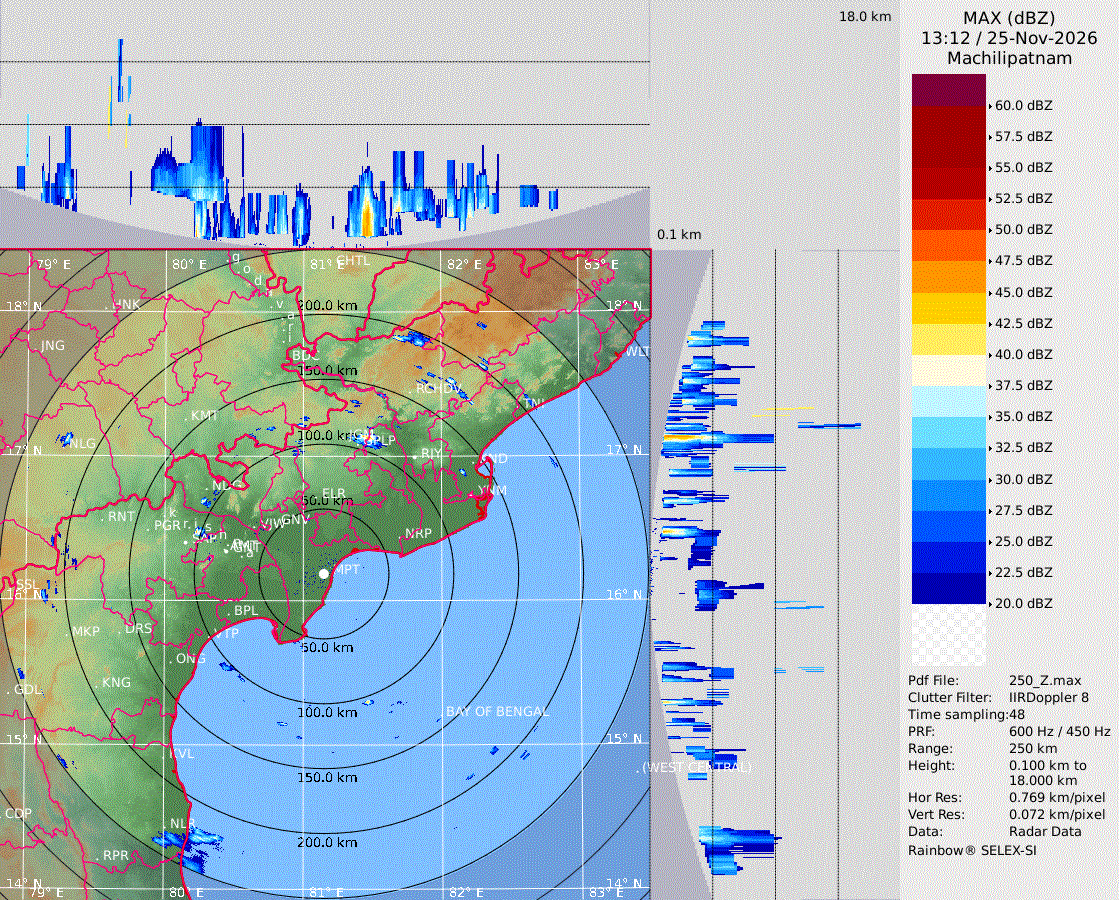 18.0 km
MAX (dBZ)
13:12 / 25-Nov-2026
Machilipatnam
60.0 dBZ
57.5 dBZ
55.0 dBZ
52.5 dBZ
50.0 dBZ
47.5 dBZ
45.0 dBZ
42.5 dBZ
40.0 dBZ
37.5 dBZ
35.0 dBZ
32.5 dBZ
30.0 dBZ
27.5 dBZ
25.0 dBZ
22.5 dBZ
20.0 dBZ
0.1 km
79° E
80° E
81° E
CHTL
82° E
83° E
18° N
HNK
200.0 km
18° N
JNG
BDC
WLT
150.0 km
RCHDV
TNI
KMT
100.0 km
NLG
PLP
17° N
RJY
17° N
YNM
ELR
50.0 km
RNT
PGR
VJW
GNV
NRP
MPT
SSL
16° N
16° N
BPL
MKP
DRS
50.0 km
ONG
KNG
GDL
100.0 km
BAY OF BENGAL
15° N
KVL
15° N
(WEST CENTRAL)
150.0 km
CDP
NLR
200.0 km
RPR
14° N
14° N
79° E
80° E
81° E
82° E
83° E
Pdf File: 250_Z.max
Clutter Filter: IIRDoppler 8
Time sampling:48
PRF: 600 Hz / 450 Hz
Range: 250 km
Height: 0.100 km to
18.000 km
Hor Res: 0.769 km/pixel
Vert Res: 0.072 km/pixel
Data: Radar Data
Rainbow® SELEX-SI